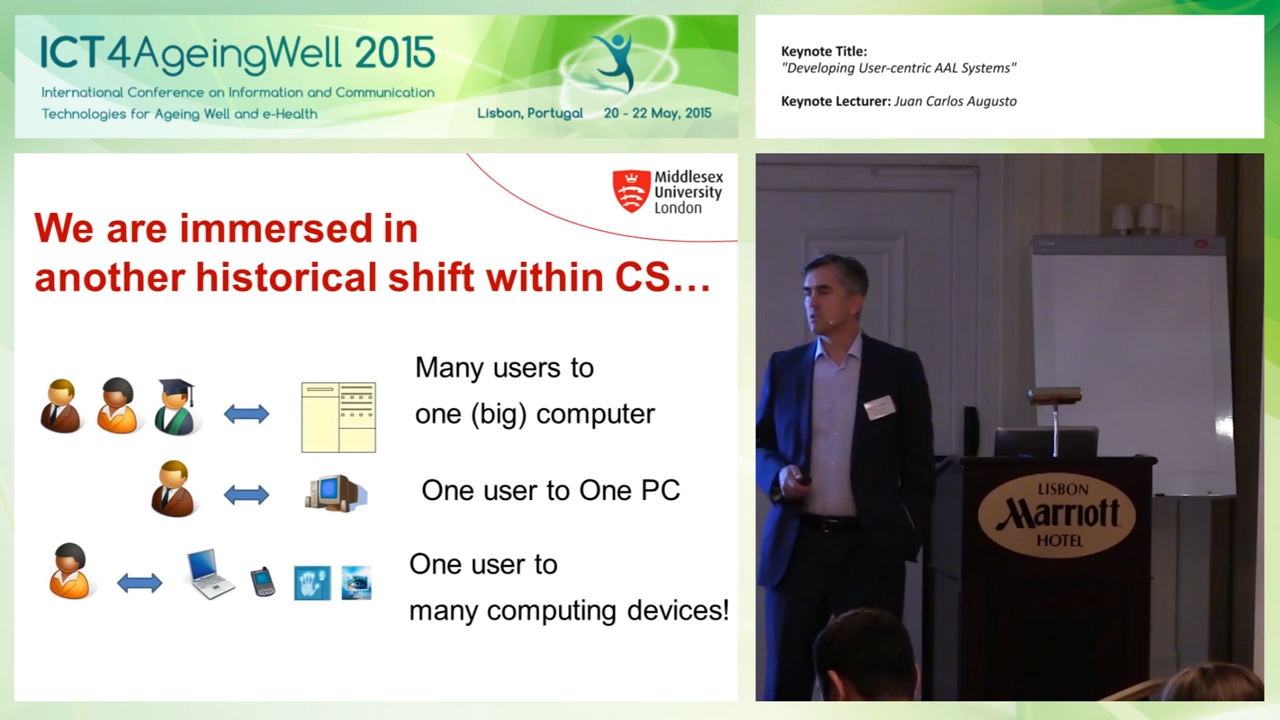 ICT4AgeingWell 2015
International Conference on Information and Communication
Technologies for Ageing Well and e-Health
Lisbon, Portugal 20 - 22 May, 2015
Keynote Title:
"Developing User-centric AAL Systems"
Keynote Lecturer: Juan Carlos Augusto
Middlesex
University
London
We are immersed in
another historical shift within CS...
Many users to
one (big) computer
One user to One PC
One user to
many computing devices!
LISBON
Marriott
HOTEL